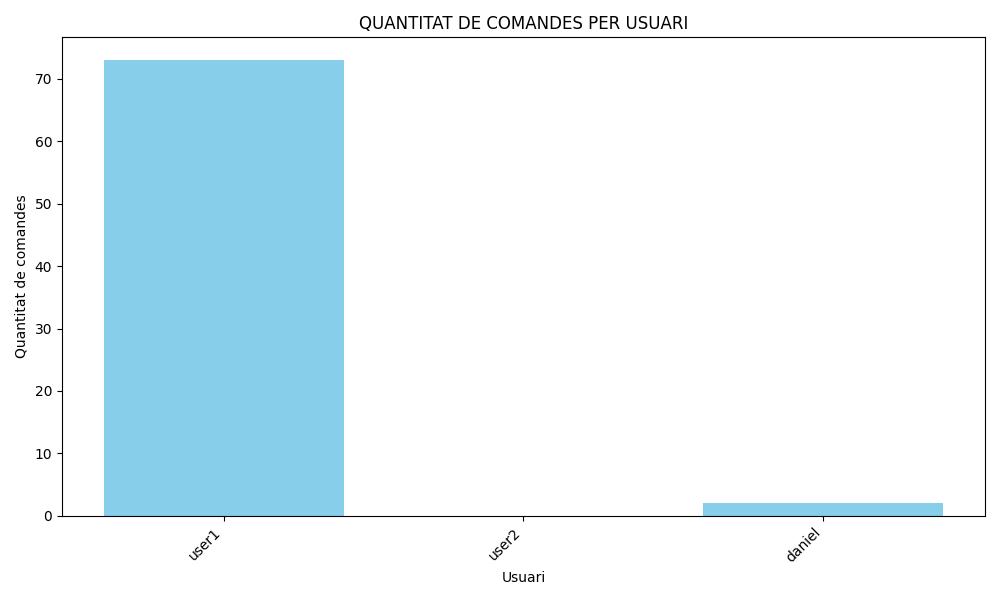 QUANTITAT DE COMANDES PER USUARI
Quantitat de comandes
70
60
50
40
30
20
10
0
user1
user2
daniel
Usuari